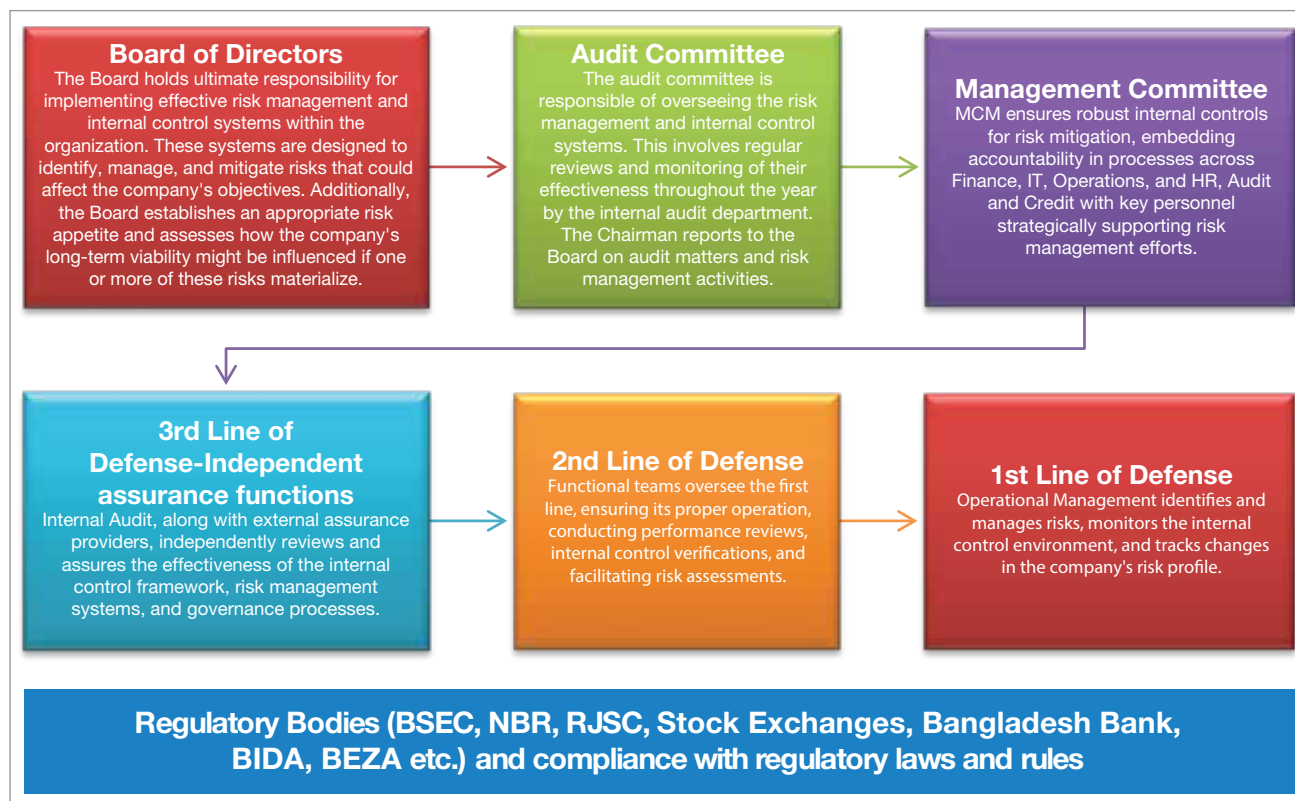 Board of Directors
The Board holds ultimate responsibility for
implementing effective risk management and
internal control systems within the
organization. These systems are designed to
identify, manage, and mitigate risks that could
affect the company's objectives. Additionally,
the Board establishes an appropriate risk
appetite and assesses how the company's
long-term viability might be influenced if one
or more of these risks materialize.
Audit Committee
The audit committee is
responsible of overseeing the risk
management and internal control
systems. This involves regular
reviews and monitoring of their
effectiveness throughout the year
by the internal audit department.
The Chairman reports to the
Board on audit matters and risk
management activities.
Management Committee
MCM ensures robust internal controls
for risk mitigation, embedding
accountability in processes across
Finance, IT, Operations, and HR, Audit
and Credit with key personnel
strategically supporting risk
management efforts.
3rd Line of
Defense-Independent
assurance functions
Internal Audit, along with external assurance
providers, independently reviews and
assures the effectiveness of the internal
control framework, risk management
systems, and governance processes.
2nd Line of Defense
Functional teams oversee the first
line, ensuring its proper operation,
conducting performance reviews,
internal control verifications, and
facilitating risk assessments.
1st Line of Defense
Operational Management identifies and
manages risks, monitors the internal
control environment, and tracks changes
in the company's risk profile.
Regulatory Bodies (BSEC, NBR, RJSC, Stock Exchanges, Bangladesh Bank,
BIDA, BEZA etc.) and compliance with regulatory laws and rules